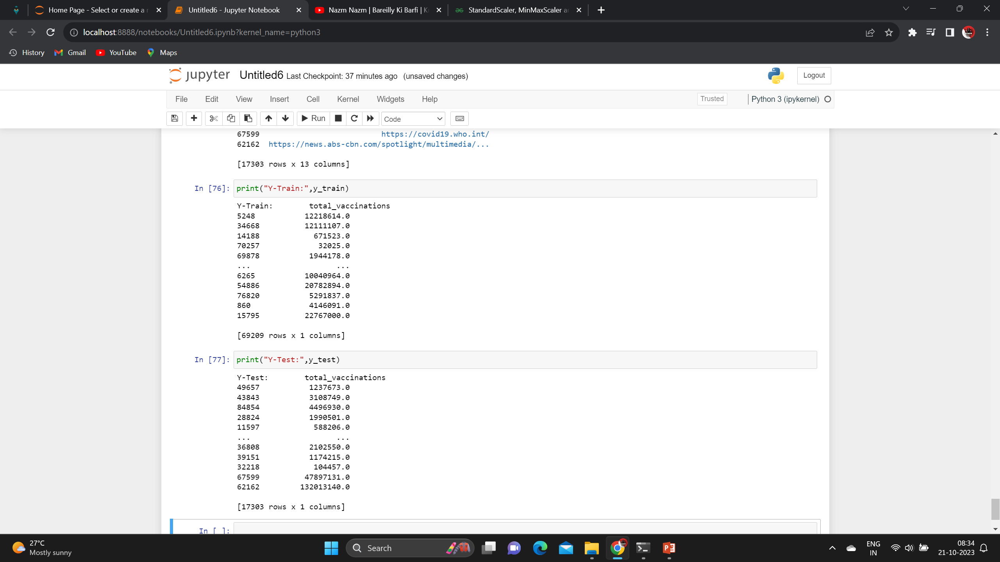 Home Page - Select or create a n
Untitled6 - Jupyter Notebook
Nazm Nazm | Bareilly Ki Barfi | K
StandardScaler, MinMaxScaler a
localhost:8888/notebooks/Untitled6.ipynb?kernel_name=python3
History Gmail YouTube Maps
jupyter Untitled6 Last Checkpoint: 37 minutes ago (unsaved changes) Logout
File Edit View Insert Cell Kernel Widgets Help Trusted Python 3 (ipykernel)
Run Code
67599 https://covid19.who.int/
62162 https://news.abs-cbn.com/spotlight/multimedia/...
[17303 rows x 13 columns]
In [76]: print("Y-Train:",y_train)
Y-Train: total_vaccinations
5248 12218614.0
34668 12111107.0
14188 671523.0
70257 32025.0
69878 1944178.0
... ...
6265 10040964.0
54886 20782894.0
76820 5291837.0
860 4146091.0
15795 22767000.0
[69209 rows x 1 columns]
In [77]: print("Y-Test:",y_test)
Y-Test: total_vaccinations
49657 1237673.0
43843 3108749.0
84854 4496930.0
28824 1990501.0
11597 588206.0
... ...
36808 2102550.0
39151 1174215.0
32218 104457.0
67599 47897131.0
62162 132013140.0
[17303 rows x 1 columns]
In [ ]:
27°C
Mostly sunny
Search
ENG
IN
08:34
21-10-2023